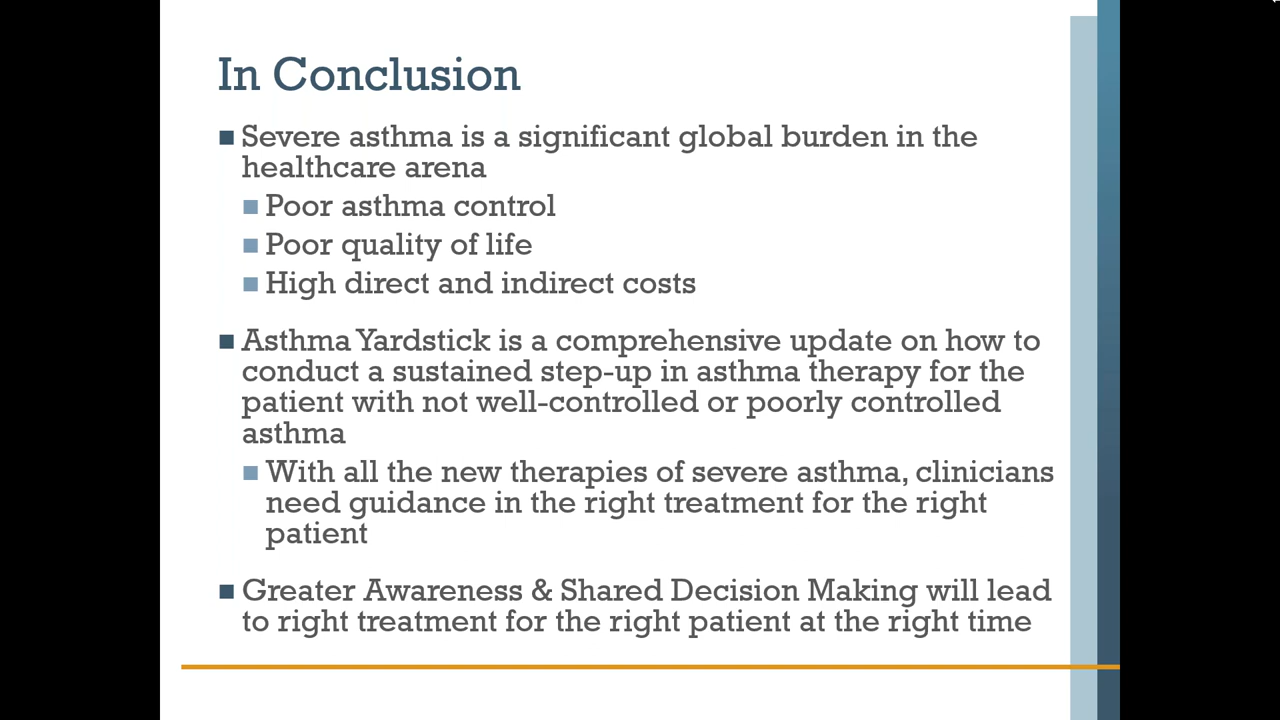 In Conclusion
Severe asthma is a significant global burden in the
healthcare arena
Poor asthma control
Poor quality of life
High direct and indirect costs
Asthma Yardstick is a comprehensive update on how to
conduct a sustained step-up in asthma therapy for the
patient with not well-controlled or poorly controlled
asthma
With all the new therapies of severe asthma, clinicians
need guidance in the right treatment for the right
patient
Greater Awareness & Shared Decision Making will lead
to right treatment for the right patient at the right time